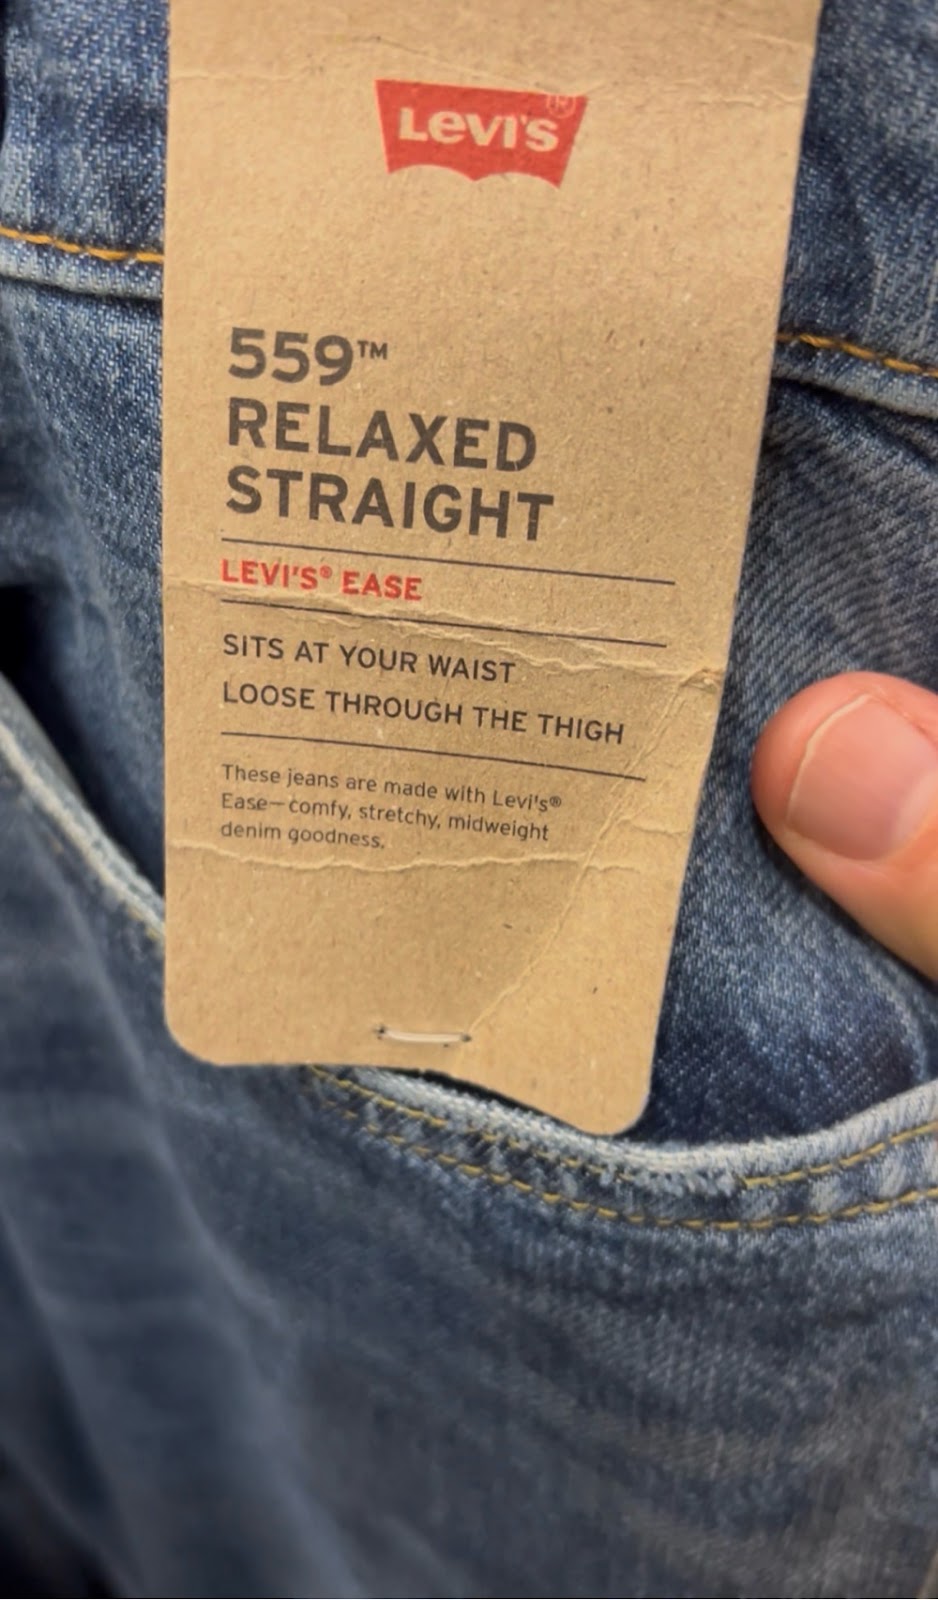 LEVI'S®
559™
RELAXED
STRAIGHT
LEVI'S® EASE
SITS AT YOUR WAIST
LOOSE THROUGH THE THIGH
These jeans are made with Levi's®
Ease—comfy, stretchy, midweight
denim goodness.